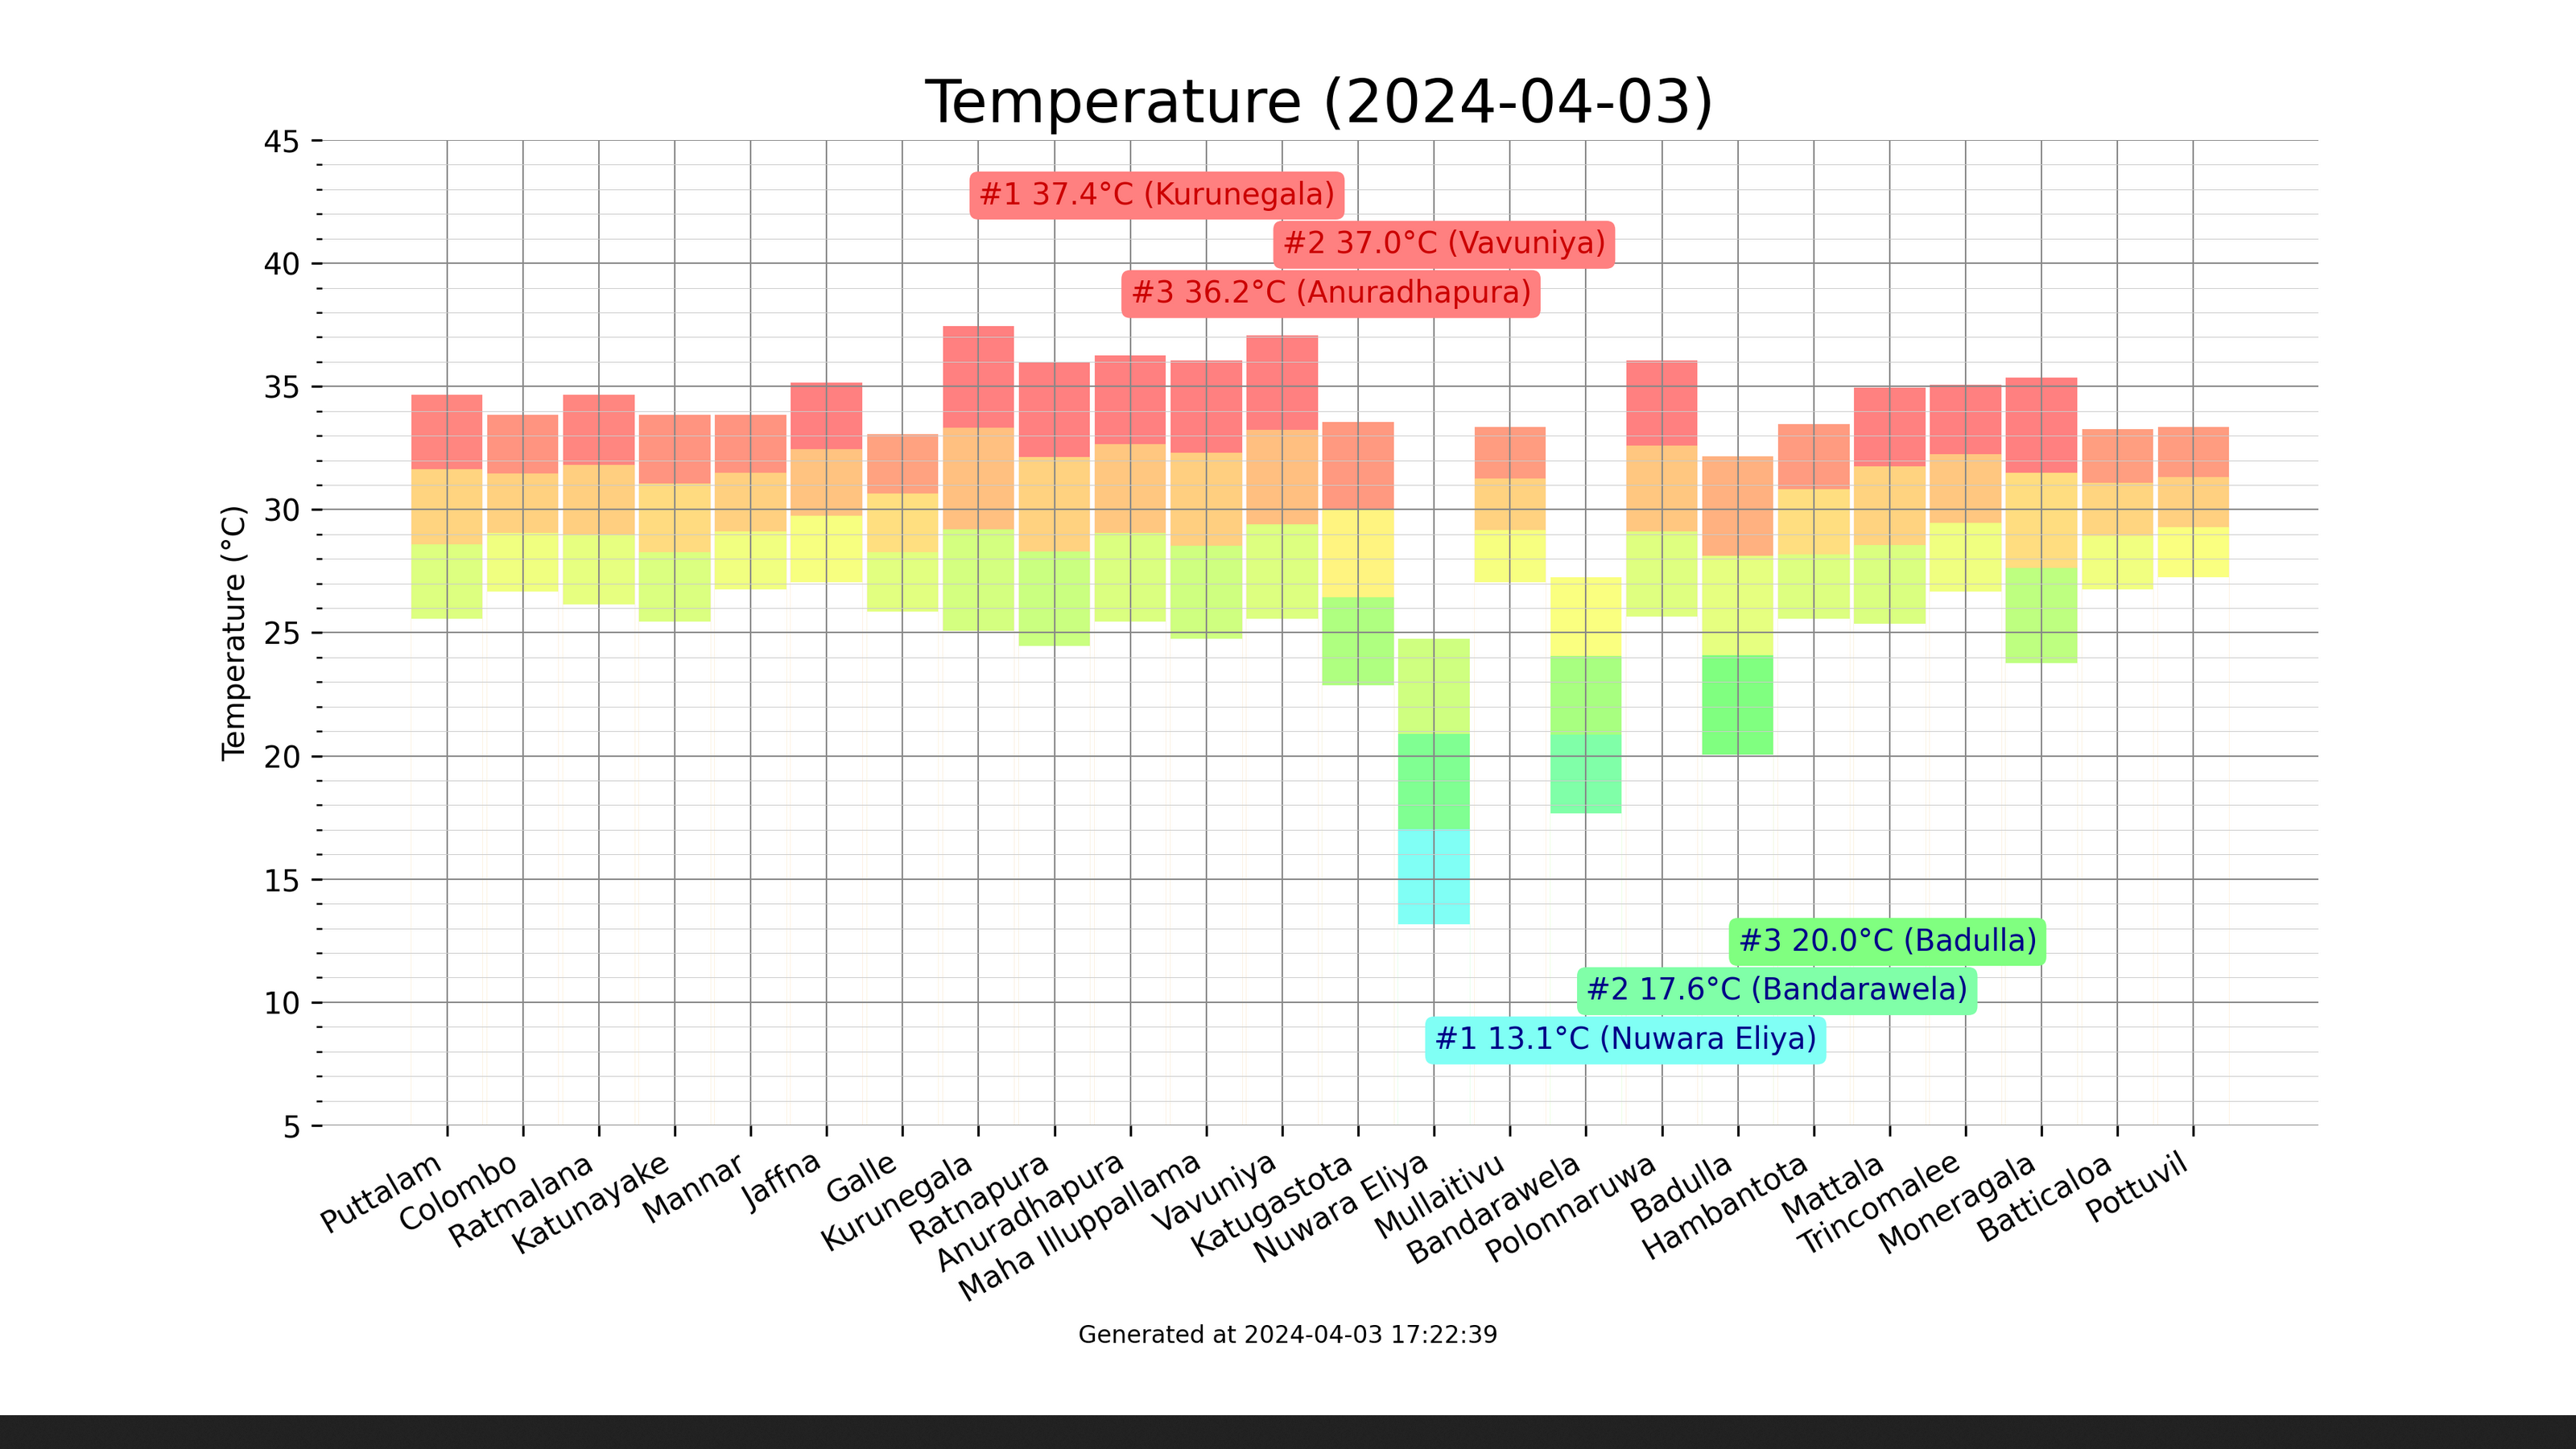 Temperature (2024-04-03)
45
#1 37.4°C (Kurunegala)
#2 37.0°C (Vavuniya)
40
#3 36.2°C (Anuradhapura)
35
30
Temperature (°C)
25
20
15
#3 20.0°C (Badulla)
10
#2 17.6°C (Bandarawela)
#1 13.1°C (Nuwara Eliya)
5
Puttalam
Colombo
Ratmalana
Katunayake
Mannar
Jaffna
Galle
Kurunegala
Ratnapura
Anuradhapura
Maha Illuppallama
Vavuniya
Katugastota
Nuwara Eliya
Mullaitivu
Bandarawela
Polonnaruwa
Badulla
Hambantota
Mattala
Trincomalee
Moneragala
Batticaloa
Pottuvil
Generated at 2024-04-03 17:22:39